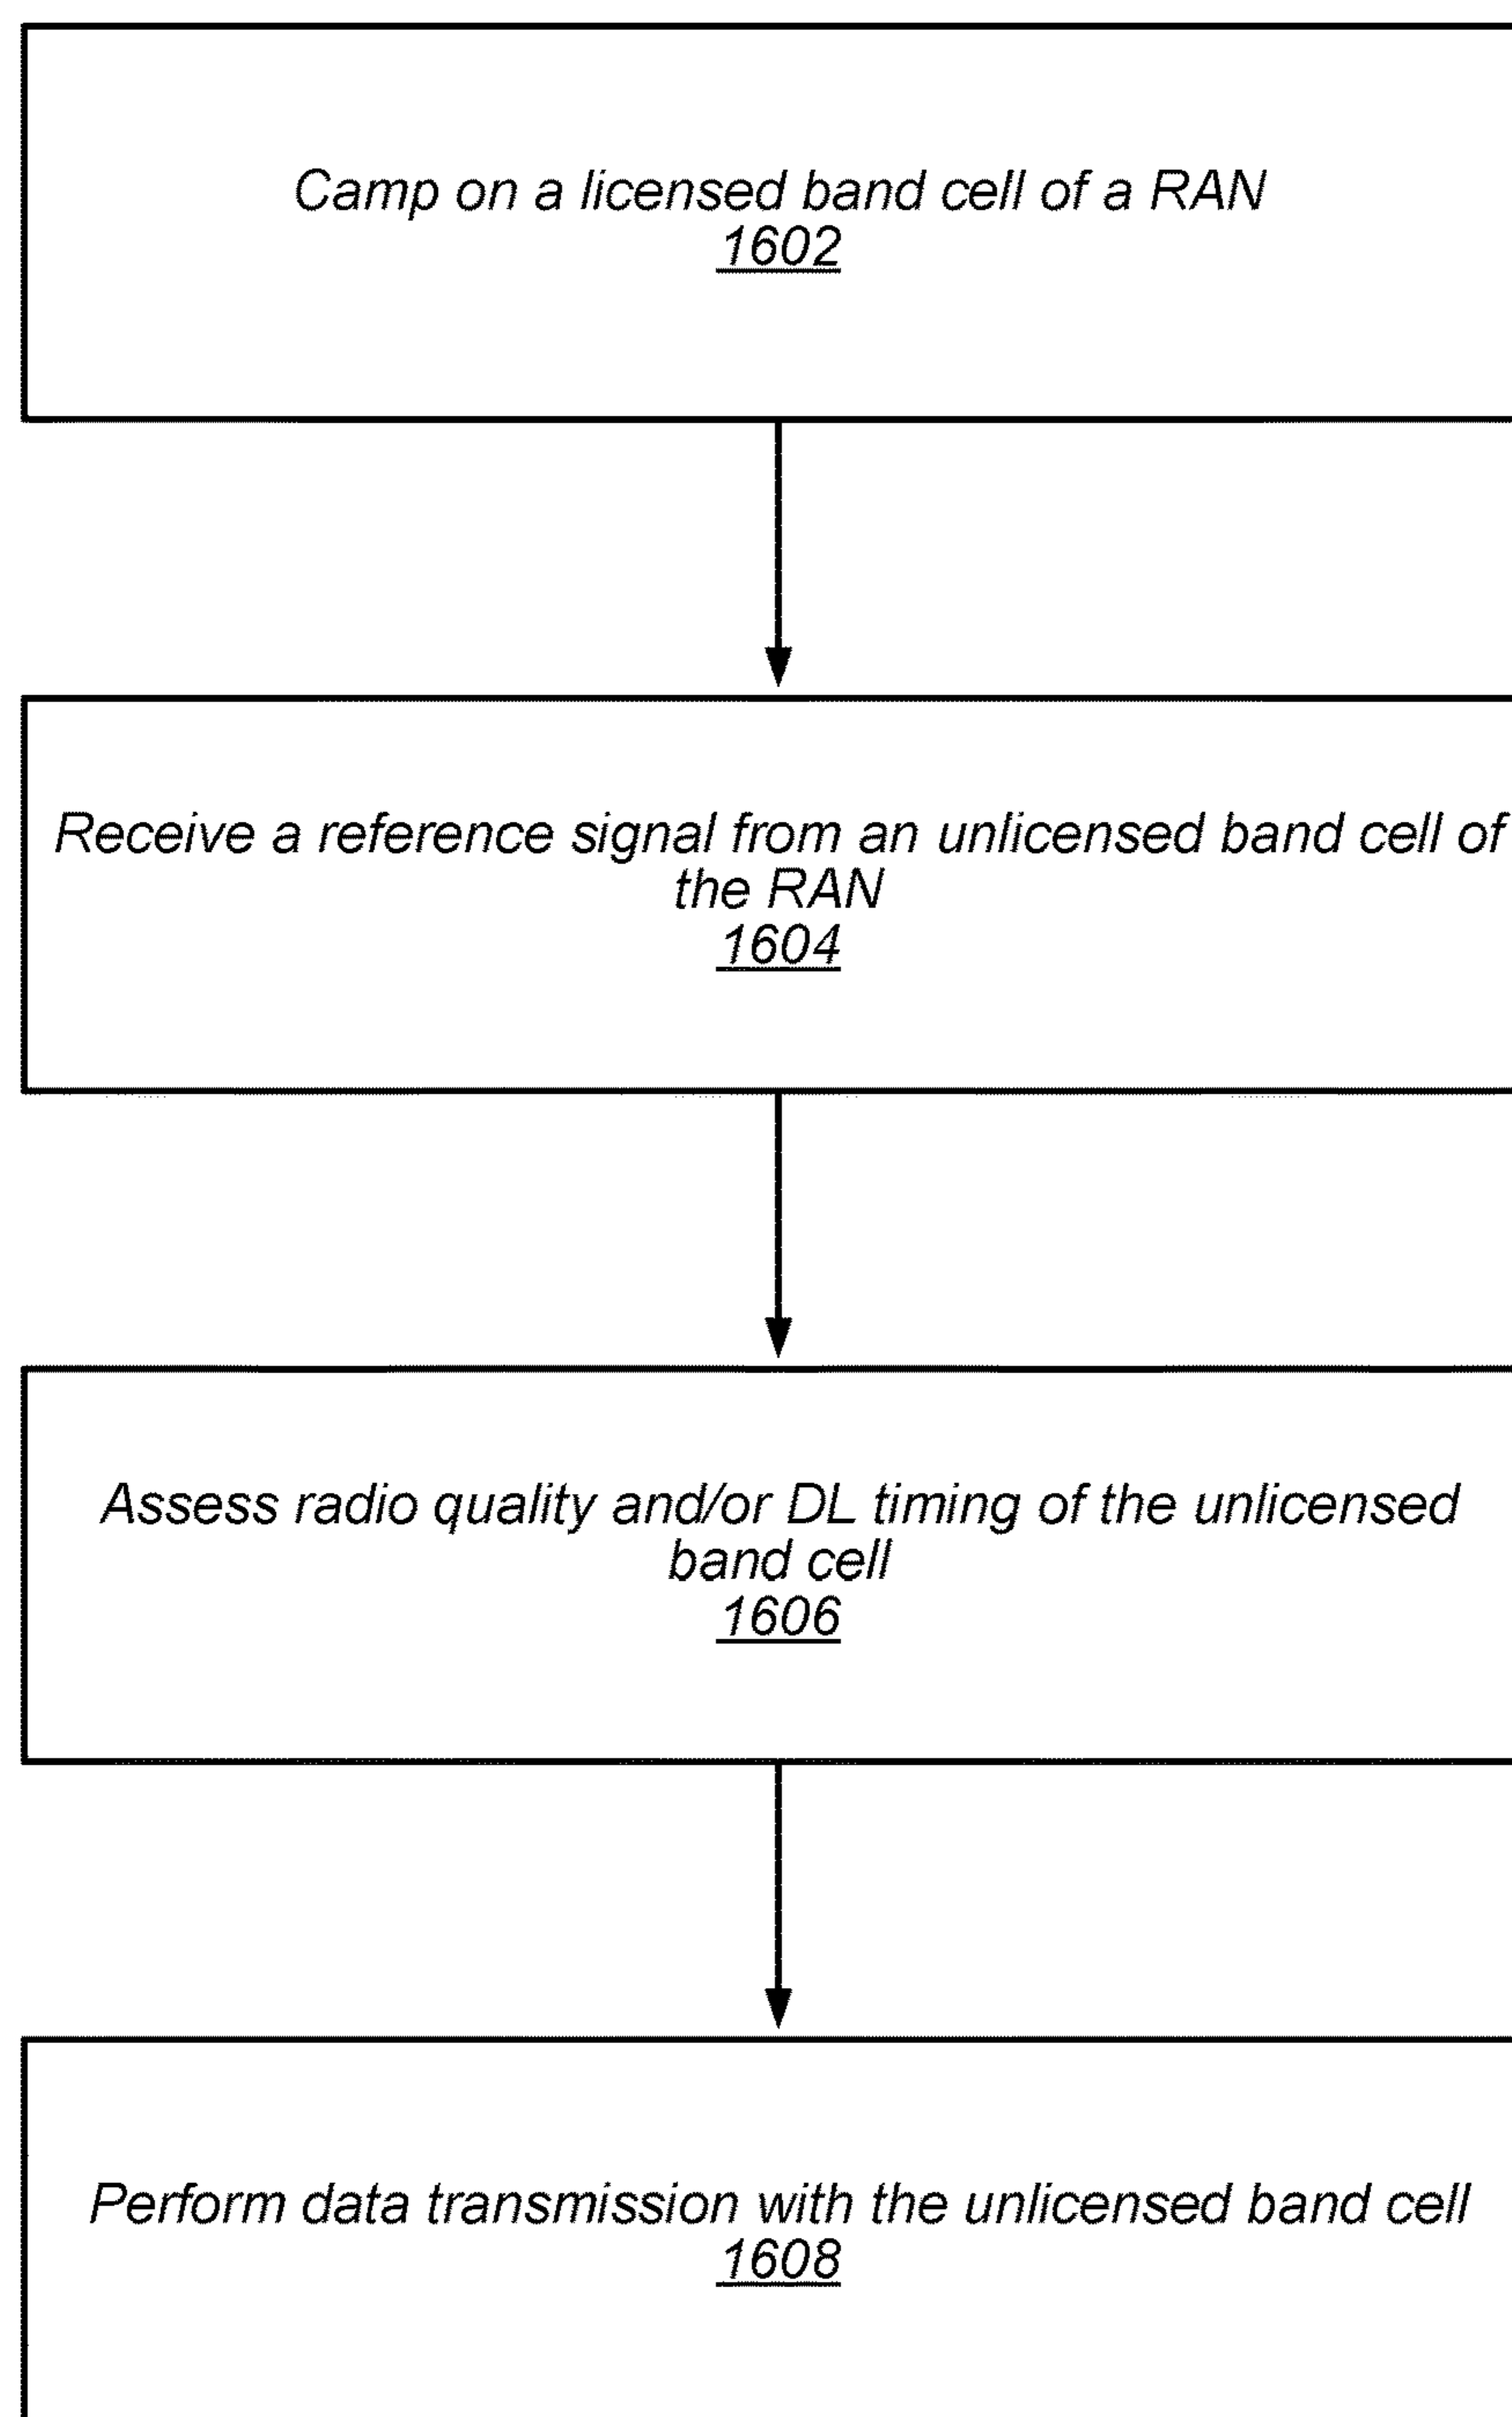 Camp on a licensed band cell of a RAN
1602
Receive a reference signal from an unlicensed band cell of
the RAN
1604
Assess radio quality and/or DL timing of the unlicensed
band cell
1606
Perform data transmission with the unlicensed band cell
1608